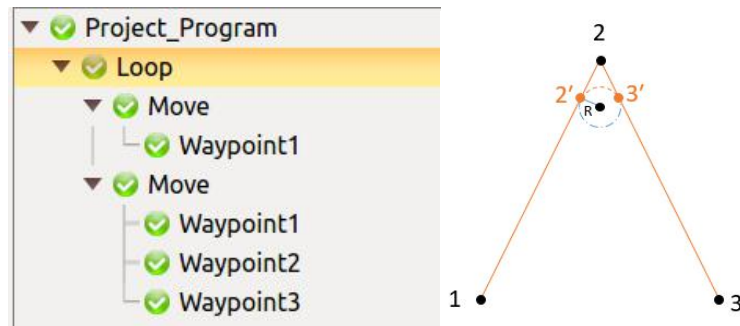 Project_Program
Loop
Move
Waypoint1
Move
Waypoint1
Waypoint2
Waypoint3
2
2′
3′
R
1
3